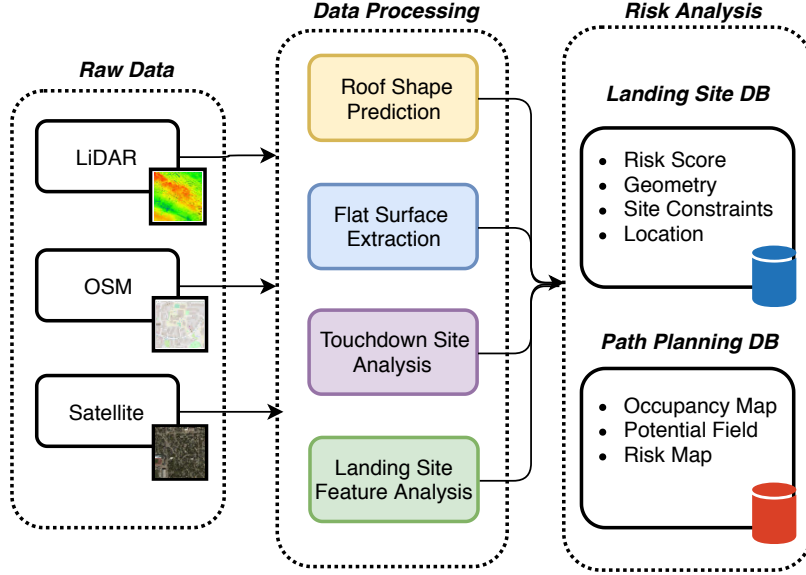 Raw Data
LiDAR
OSM
Satellite
Data Processing
Roof Shape
Prediction
Flat Surface
Extraction
Touchdown Site
Analysis
Landing Site
Feature Analysis
Risk Analysis
Landing Site DB
• Risk Score
• Geometry
• Site Constraints
• Location
Path Planning DB
• Occupancy Map
• Potential Field
• Risk Map